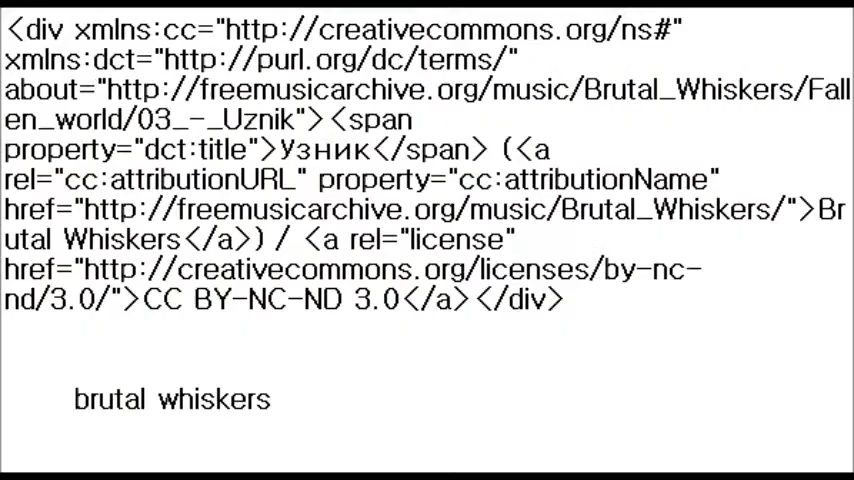 <div xmlns:cc="http://creativecommons.org/ns#"
xmlns:dct="http://purl.org/dc/terms/"
about="http://freemusicarchive.org/music/Brutal_Whiskers/Fall
en_world/03_-_Uznik"><span
property="dct:title">Узник</span> (<a
rel="cc:attributionURL" property="cc:attributionName"
href="http://freemusicarchive.org/music/Brutal_Whiskers/">Br
utal Whiskers</a>) / <a rel="license"
href="http://creativecommons.org/licenses/by-nc-
nd/3.0/">CC BY-NC-ND 3.0</a></div>
brutal whiskers